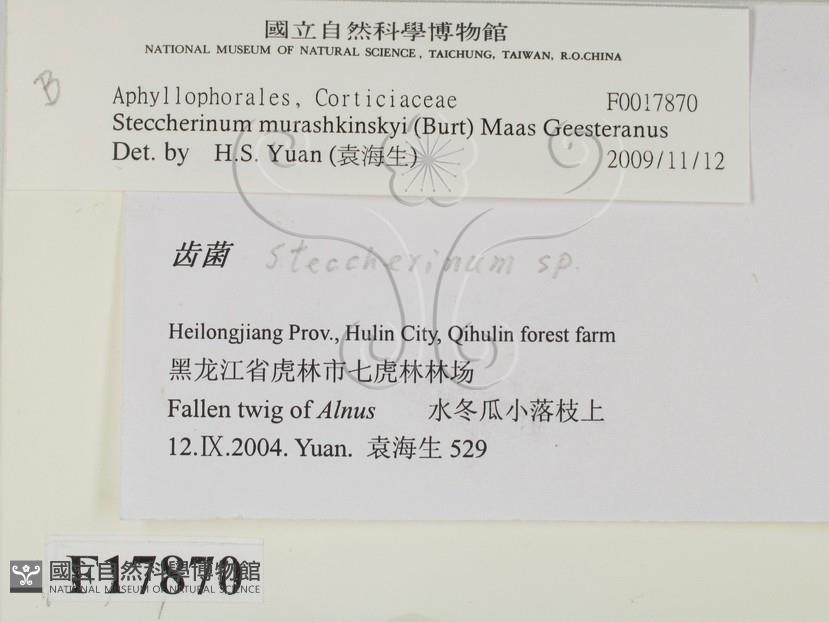 國立自然科學博物館
NATIONAL MUSEUM OF NATURAL SCIENCE, TAICHUNG, TAIWAN, R.O.CHINA
B
Aphyllophorales, Corticiaceae F0017870
Steccherinum murashkinskyi (Burt) Maas Geesteranus
Det. by H.S. Yuan (袁海生) 2009/11/12
齿菌 Steccherinum sp.
Heilongjiang Prov., Hulin City, Qihulin forest farm
黑龙江省虎林市七虎林林场
Fallen twig of Alnus 水冬瓜小落枝上
12.Ⅸ.2004. Yuan. 袁海生 529
F17870
國立自然科學博物館
NATIONAL MUSEUM OF NATURAL SCIENCE